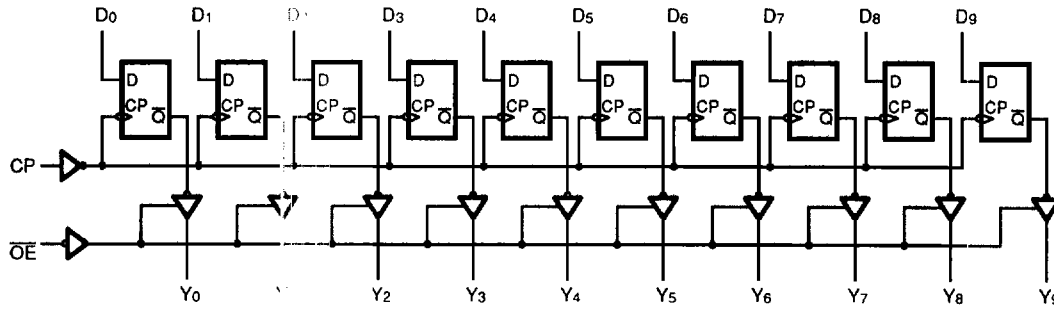 D0 D1 D D3 D4 D5 D6 D7 D8 D9
D D D D D D D D D D
CP CP CP CP CP CP CP CP CP CP
Q̅ Q̅ Q̅ Q̅ Q̅ Q̅ Q̅ Q̅ Q̅ Q̅
CP
O̅E̅
Y0 Y2 Y3 Y4 Y5 Y6 Y7 Y8 Y9